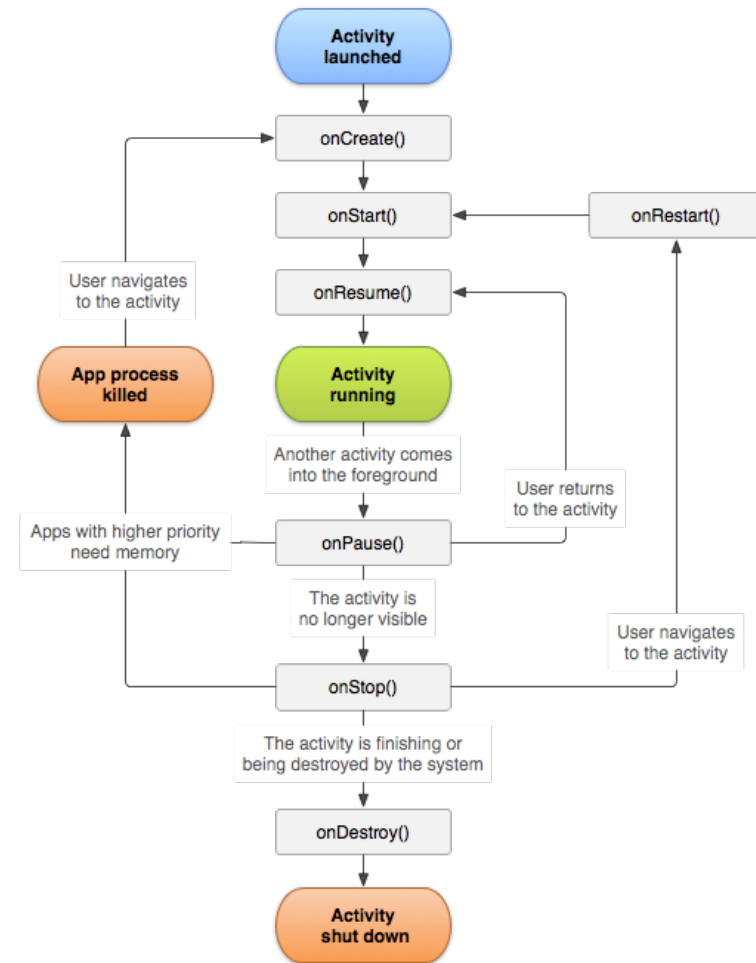 Activity
launched
onCreate()
onStart()
onRestart()
User navigates
to the activity
onResume()
App process
killed
Activity
running
Another activity comes
into the foreground
User returns
to the activity
Apps with higher priority
need memory
onPause()
The activity is
no longer visible
User navigates
to the activity
onStop()
The activity is finishing or
being destroyed by the system
onDestroy()
Activity
shut down